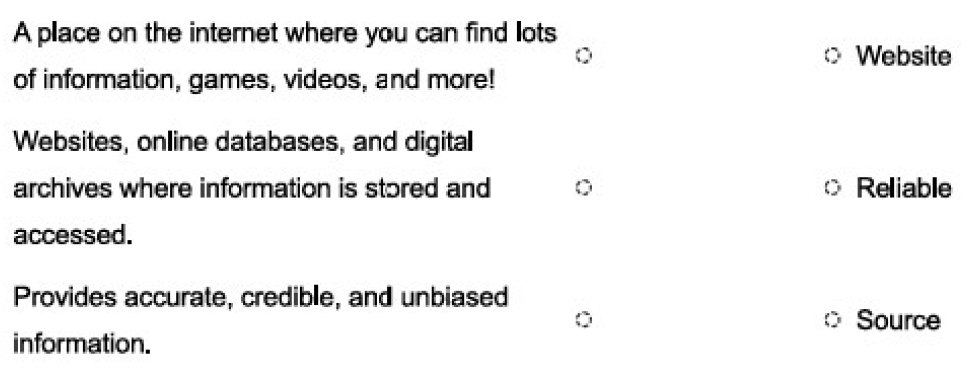 A place on the internet where you can find lots
of information, games, videos, and more!
Website
Websites, online databases, and digital
archives where information is stored and
accessed.
Reliable
Provides accurate, credible, and unbiased
information.
Source